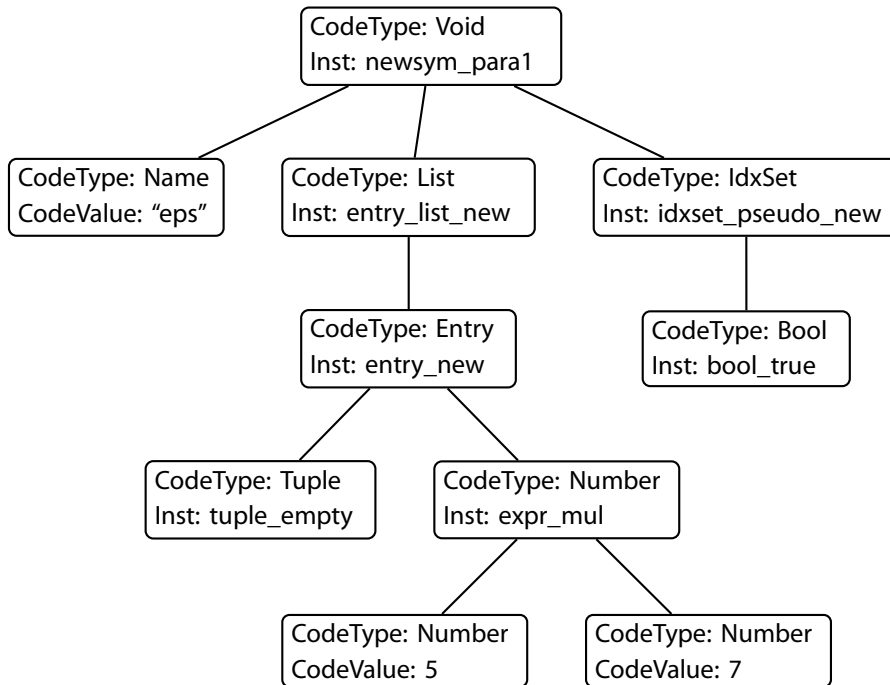 CodeType: Void
Inst: newsym_para1
CodeType: Name
CodeValue: “eps”
CodeType: List
Inst: entry_list_new
CodeType: IdxSet
Inst: idxset_pseudo_new
CodeType: Entry
Inst: entry_new
CodeType: Bool
Inst: bool_true
CodeType: Tuple
Inst: tuple_empty
CodeType: Number
Inst: expr_mul
CodeType: Number
CodeValue: 5
CodeType: Number
CodeValue: 7